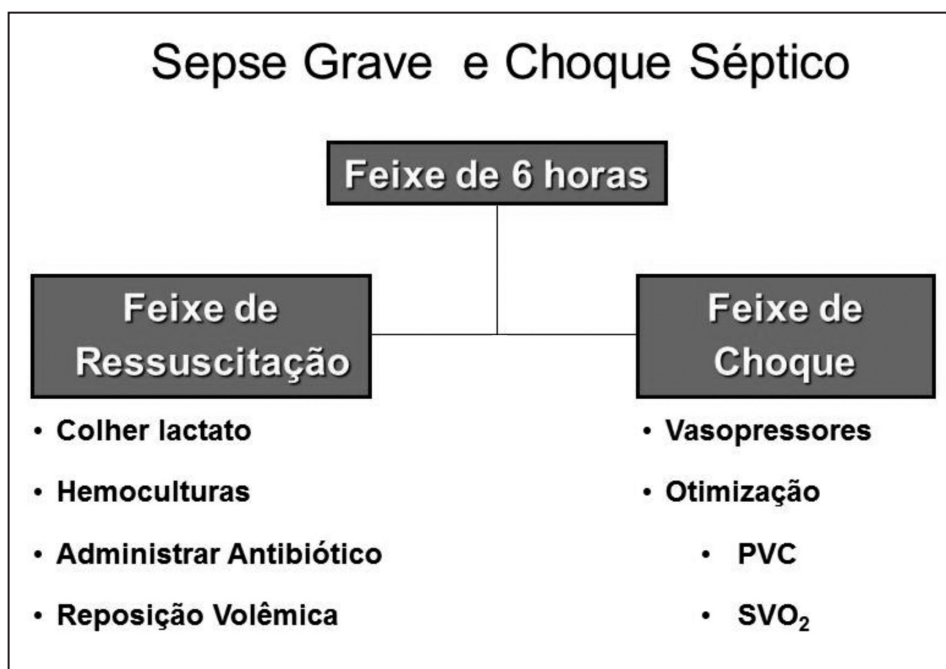 Sepse Grave e Choque Séptico
Feixe de 6 horas
Feixe de
Ressuscitação
• Colher lactato
• Hemoculturas
• Administrar Antibiótico
• Reposição Volêmica
Feixe de
Choque
• Vasopressores
• Otimização
• PVC
• SVO₂